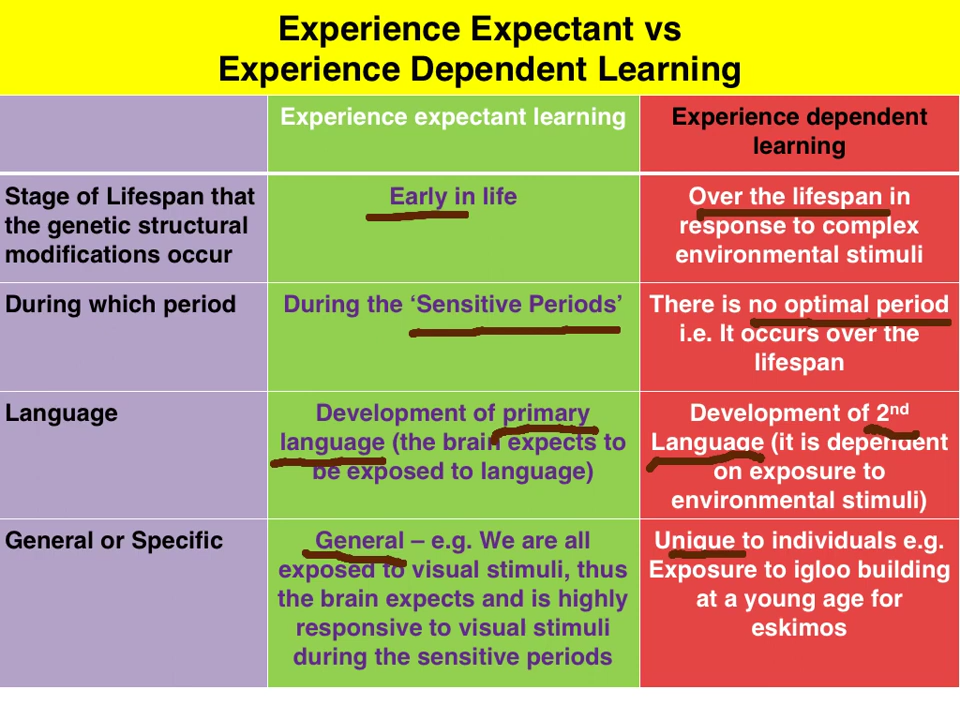 Experience Expectant vs
Experience Dependent Learning
Experience expectant learning
Experience dependent
learning
Stage of Lifespan that
the genetic structural
modifications occur
Early in life
Over the lifespan in
response to complex
environmental stimuli
During which period
During the ‘Sensitive Periods’
There is no optimal period
i.e. It occurs over the
lifespan
Language
Development of primary
language (the brain expects to
be exposed to language)
Development of 2nd
Language (it is dependent
on exposure to
environmental stimuli)
General or Specific
General – e.g. We are all
exposed to visual stimuli, thus
the brain expects and is highly
responsive to visual stimuli
during the sensitive periods
Unique to individuals e.g.
Exposure to igloo building
at a young age for
eskimos